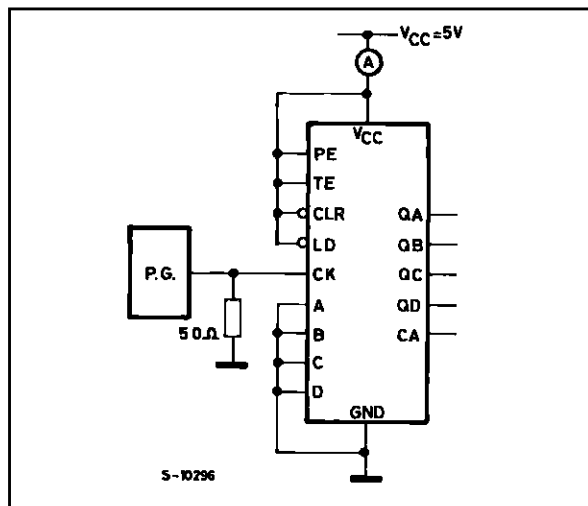 VCC=5V
A
VCC
PE
TE
CLR
LD
CK
A
B
C
D
QA
QB
QC
QD
CA
GND
P.G.
50Ω
S-10296